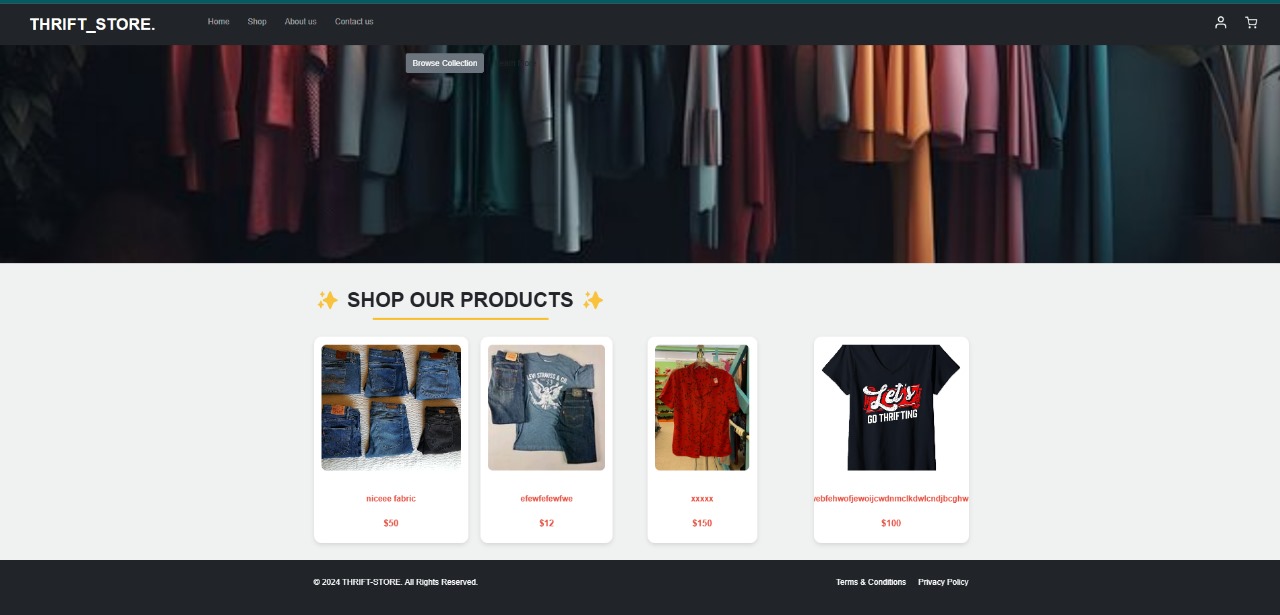 THRIFT_STORE. Home Shop About us Contact us
Browse Collection
✨ SHOP OUR PRODUCTS ✨
LEVI STRAUSS & CO.
Let's
GO THRIFTING
niceee fabric
efewfefewfwe
xxxxx
$50
$12
$150
$100
© 2024 THRIFT-STORE. All Rights Reserved. Terms & Conditions Privacy Policy